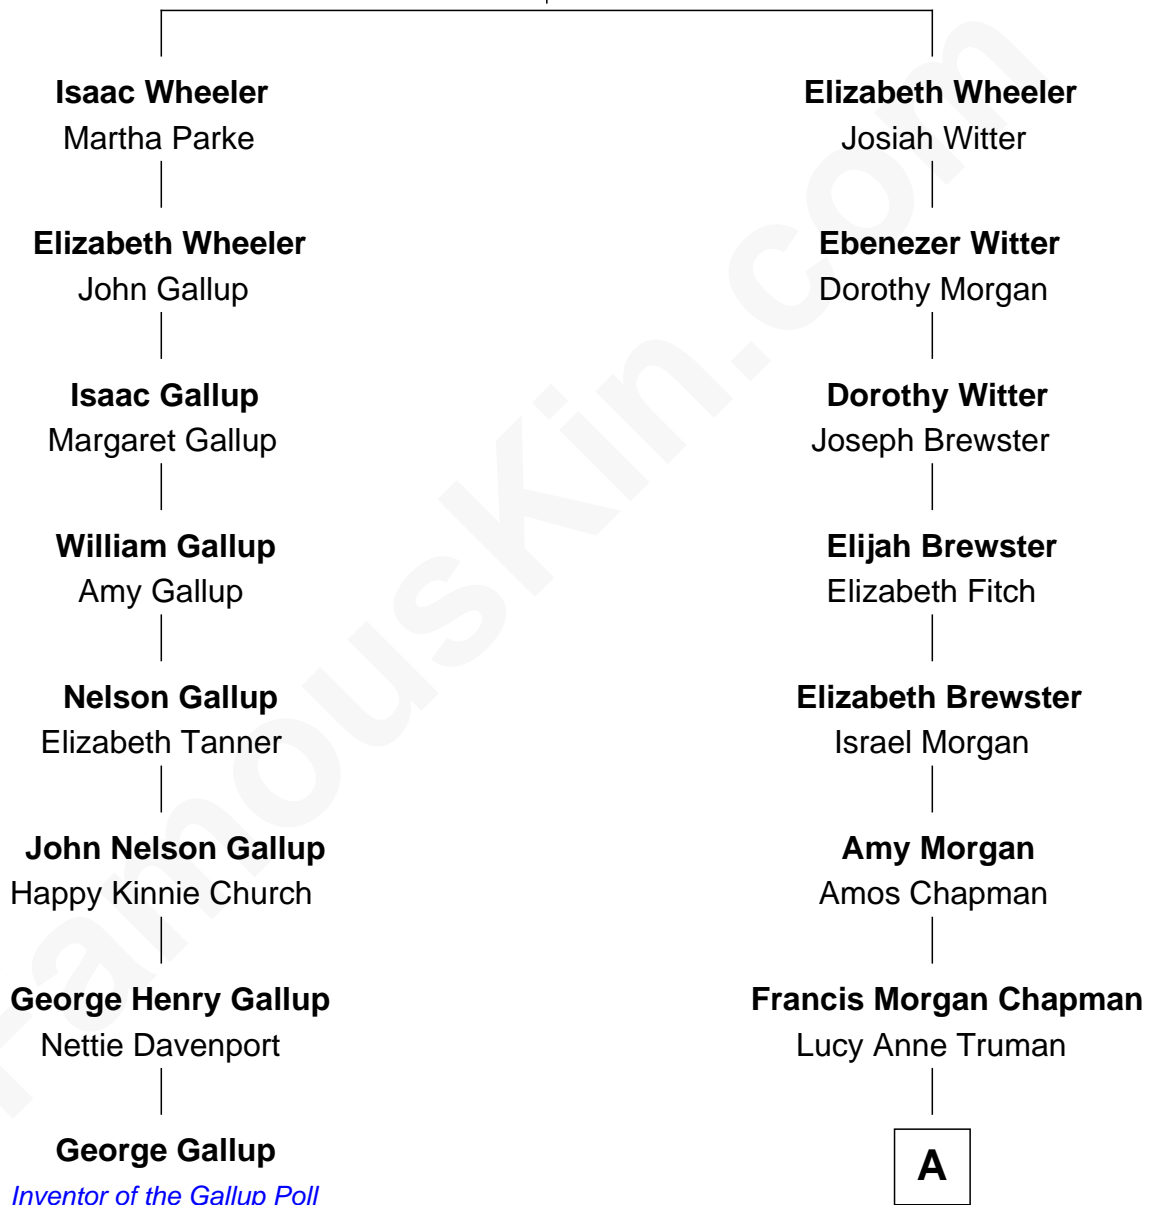 Isaac Wheeler
Martha Parke
Elizabeth Wheeler
John Gallup
Isaac Gallup
Margaret Gallup
William Gallup
Amy Gallup
Nelson Gallup
Elizabeth Tanner
John Nelson Gallup
Happy Kinnie Church
George Henry Gallup
Nettie Davenport
George Gallup
Inventor of the Gallup Poll
Elizabeth Wheeler
Josiah Witter
Ebenezer Witter
Dorothy Morgan
Dorothy Witter
Joseph Brewster
Elijah Brewster
Elizabeth Fitch
Elizabeth Brewster
Israel Morgan
Amy Morgan
Amos Chapman
Francis Morgan Chapman
Lucy Anne Truman
A
FamousKin.com